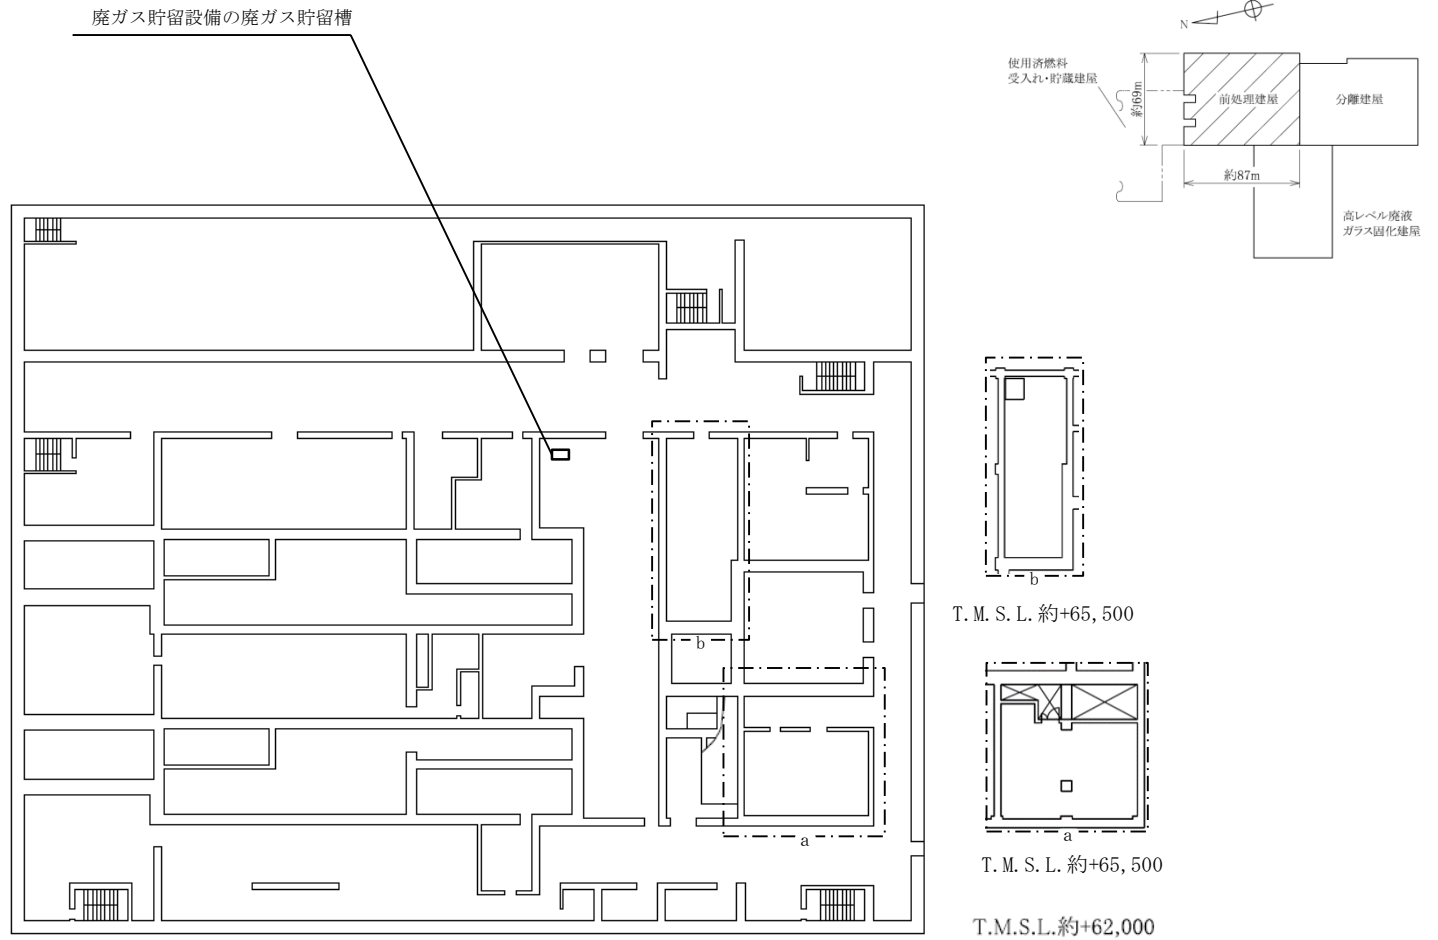 廃ガス貯留設備の廃ガス貯留槽
N
使用済燃料
受入れ・貯蔵建屋
約69m
前処理建屋
分離建屋
約87m
高レベル廃液
ガラス固化建屋
b
T.M.S.L.約+65,500
b
a
T.M.S.L.約+65,500
a
T.M.S.L.約+62,000